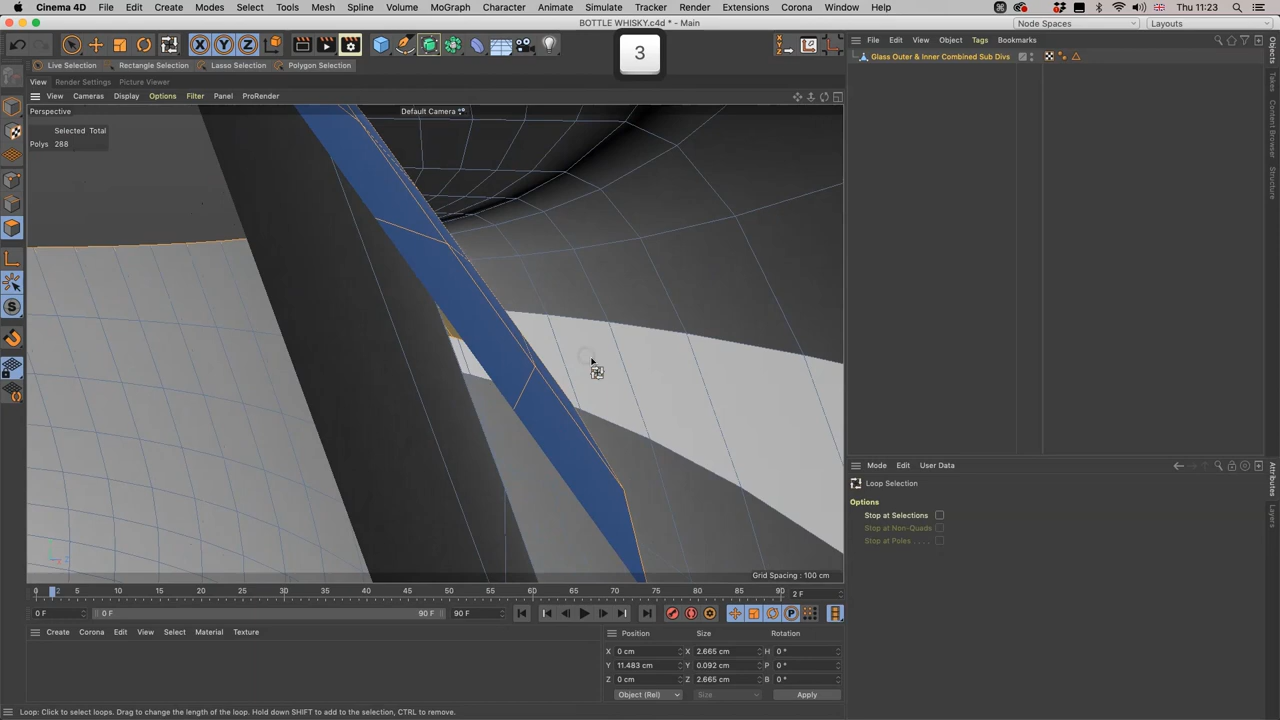 Cinema 4D File Edit Create Modes Select Tools Mesh Spline Volume MoGraph Character Animate Simulate Tracker Render Extensions Corona Window Help Thu 11:23
BOTTLE WHISKY.c4d * - Main
Node Spaces Layouts
X Y Z
3
Live Selection Rectangle Selection Lasso Selection Polygon Selection
File Edit View Object Tags Bookmarks
Glass Outer & Inner Combined Sub Divs
View Render Settings Picture Viewer
View Cameras Display Options Filter Panel ProRender
Perspective
Default Camera
Selected Total
Polys 288
Objects
Takes
Content Browser
Structure
Mode Edit User Data
Loop Selection
Options
Stop at Selections
Stop at Non-Quads
Stop at Poles . . . .
Attributes
Layers
Grid Spacing : 100 cm
0 2 5 10 15 20 25 30 35 40 45 50 55 60 65 70 75 80 85 90
2 F
0 F 0 F 90 F 90 F
P
Create Corona Edit View Select Material Texture
Position Size Rotation
X 0 cm X 2.665 cm H 0 °
Y 11.483 cm Y 0.092 cm P 0 °
Z 0 cm Z 2.665 cm B 0 °
Object (Rel) Size Apply
Loop: Click to select loops. Drag to change the length of the loop. Hold down SHIFT to add to the selection, CTRL to remove.